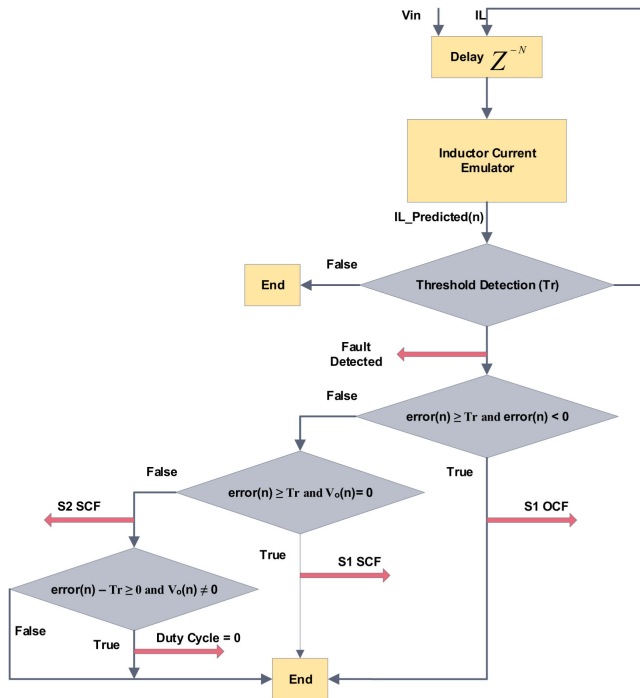 Vin
IL
Delay Z^-N
Inductor Current
Emulator
IL_Predicted(n)
False
Threshold Detection (Tr)
End
Fault
Detected
False
error(n) ≥ Tr and error(n) < 0
False
True
error(n) ≥ Tr and Vₒ(n)= 0
S2 SCF
S1 OCF
True
S1 SCF
error(n) – Tr ≥ 0 and Vₒ(n) ≠ 0
False
True
Duty Cycle = 0
End